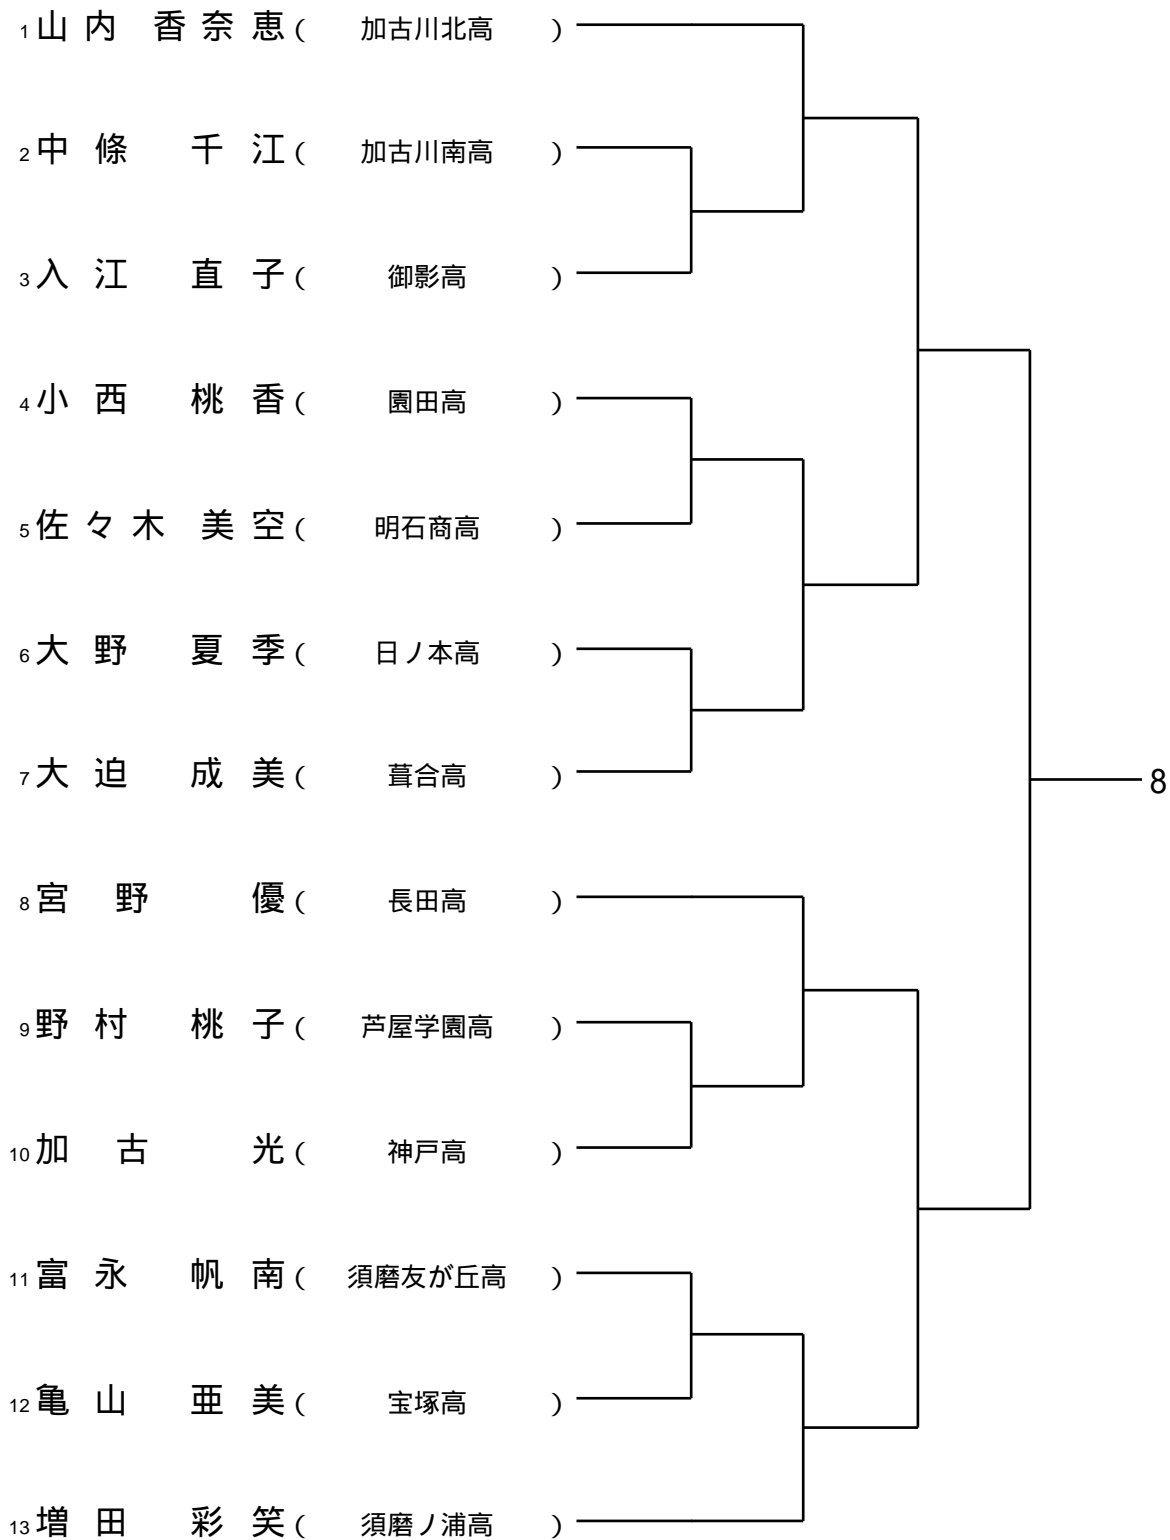 1 山内 香奈恵 ( 加古川北高 )
2 中條 千江 ( 加古川南高 )
3 入江 直子 ( 御影高 )
4 小西 桃香 ( 園田高 )
5 佐々木 美空 ( 明石商高 )
6 大野 夏季 ( 日ノ本高 )
7 大迫 成美 ( 葺合高 )
8
8 宮野 優 ( 長田高 )
9 野村 桃子 ( 芦屋学園高 )
10 加古 光 ( 神戸高 )
11 富永 帆南 ( 須磨友が丘高 )
12 亀山 亜美 ( 宝塚高 )
13 増田 彩笑 ( 須磨ノ浦高 )